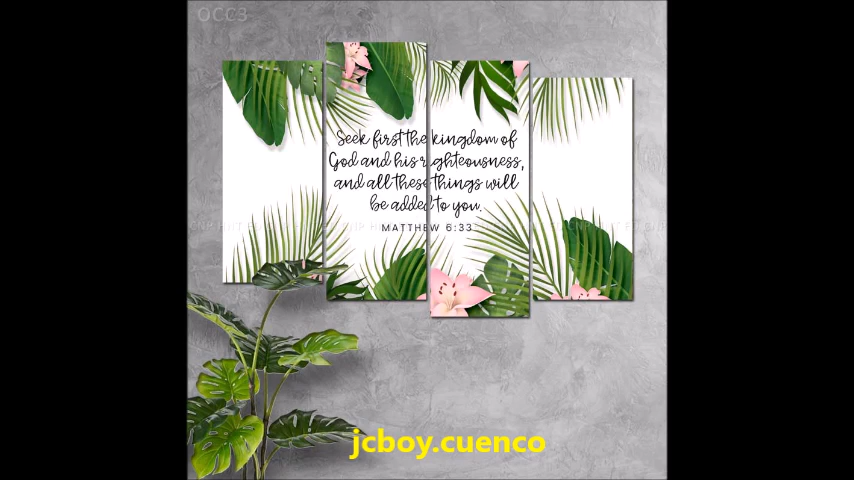 OCC3
Seek first the kingdom of
God and his righteousness,
and all these things will
be added to you.
MATTHEW 6:33
jcboy.cuenco